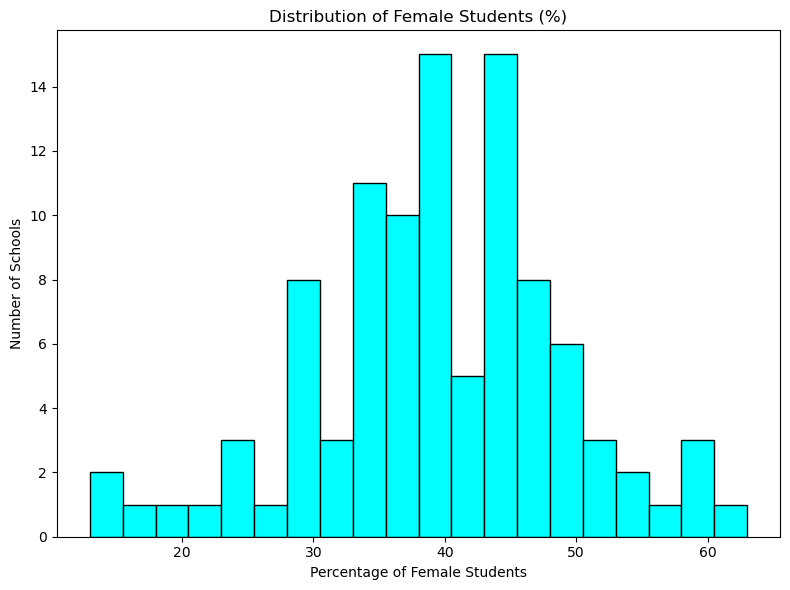 Distribution of Female Students (%)
Number of Schools
14
12
10
8
6
4
2
0
20 30 40 50 60
Percentage of Female Students